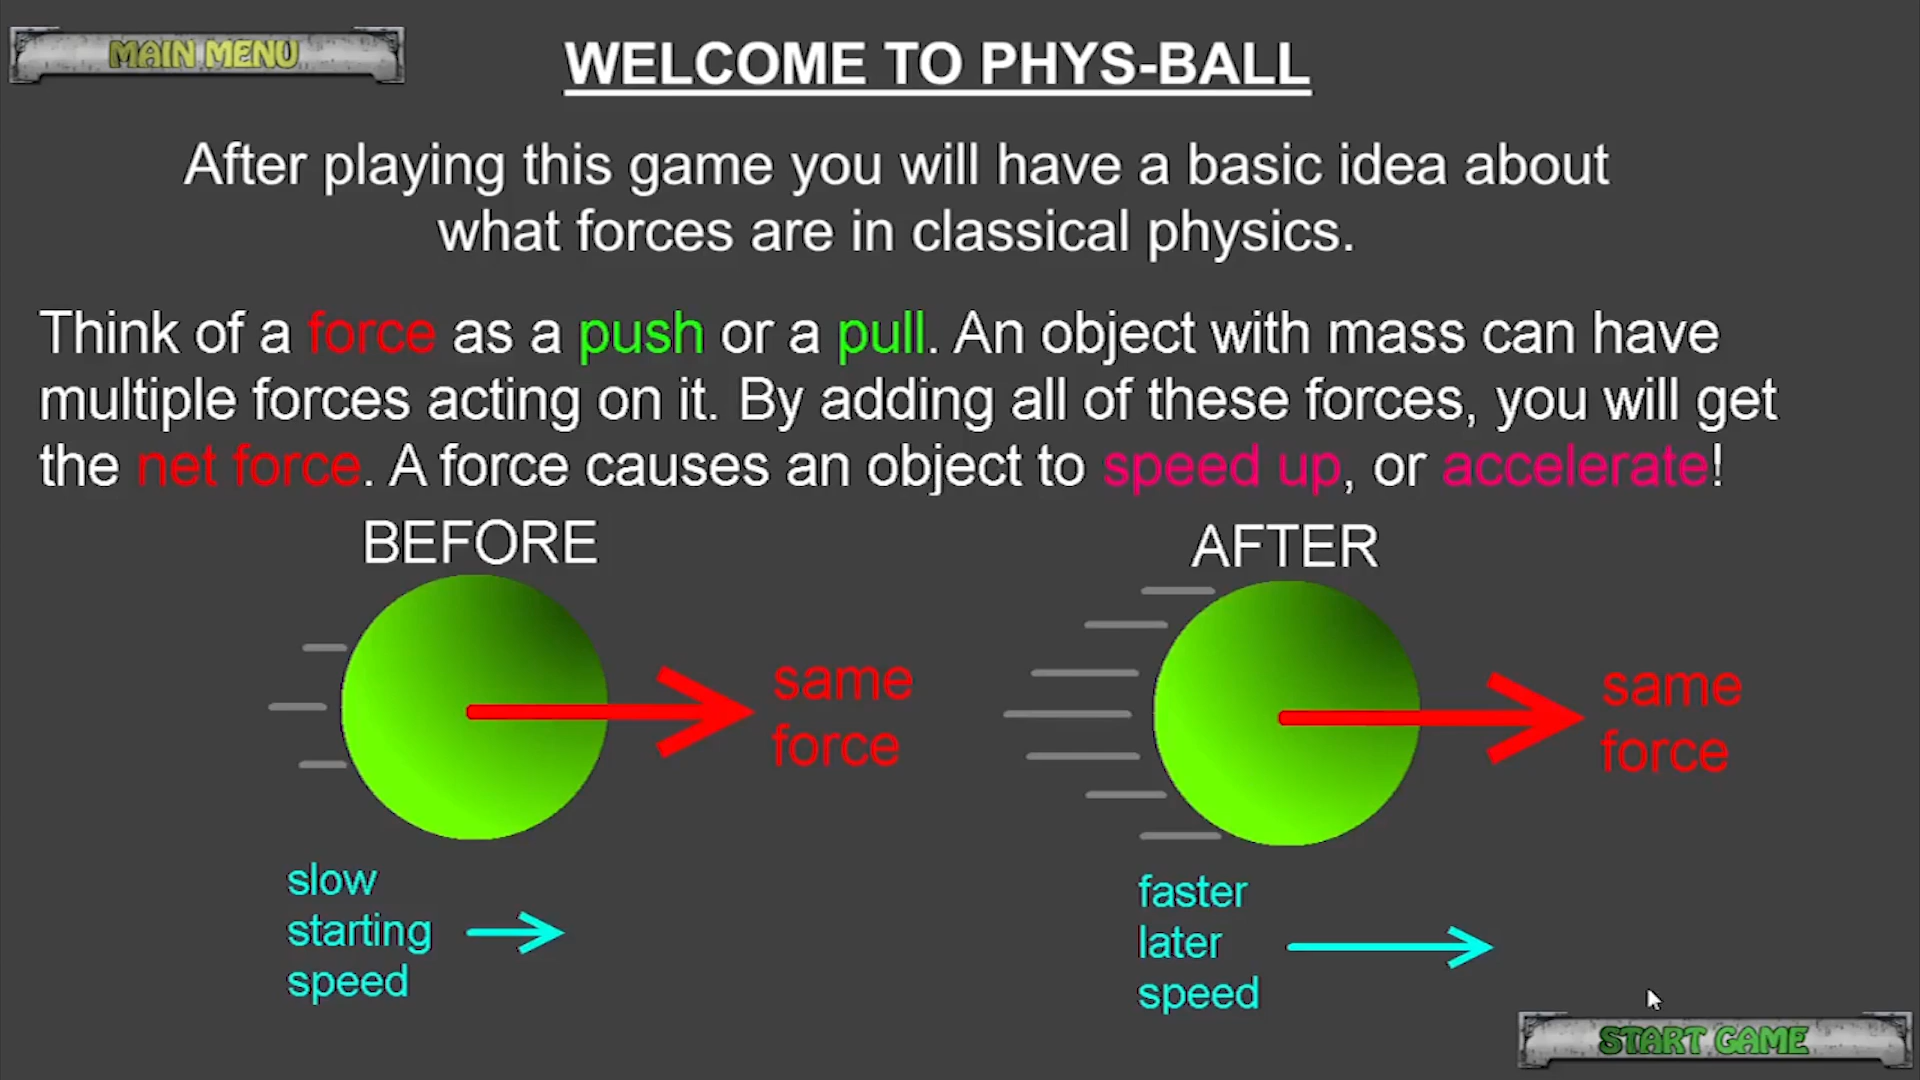 MAIN MENU
WELCOME TO PHYS-BALL
After playing this game you will have a basic idea about
what forces are in classical physics.
Think of a force as a push or a pull. An object with mass can have
multiple forces acting on it. By adding all of these forces, you will get
the net force. A force causes an object to speed up, or accelerate!
BEFORE
AFTER
same
force
same
force
slow
starting
speed
faster
later
speed
START GAME